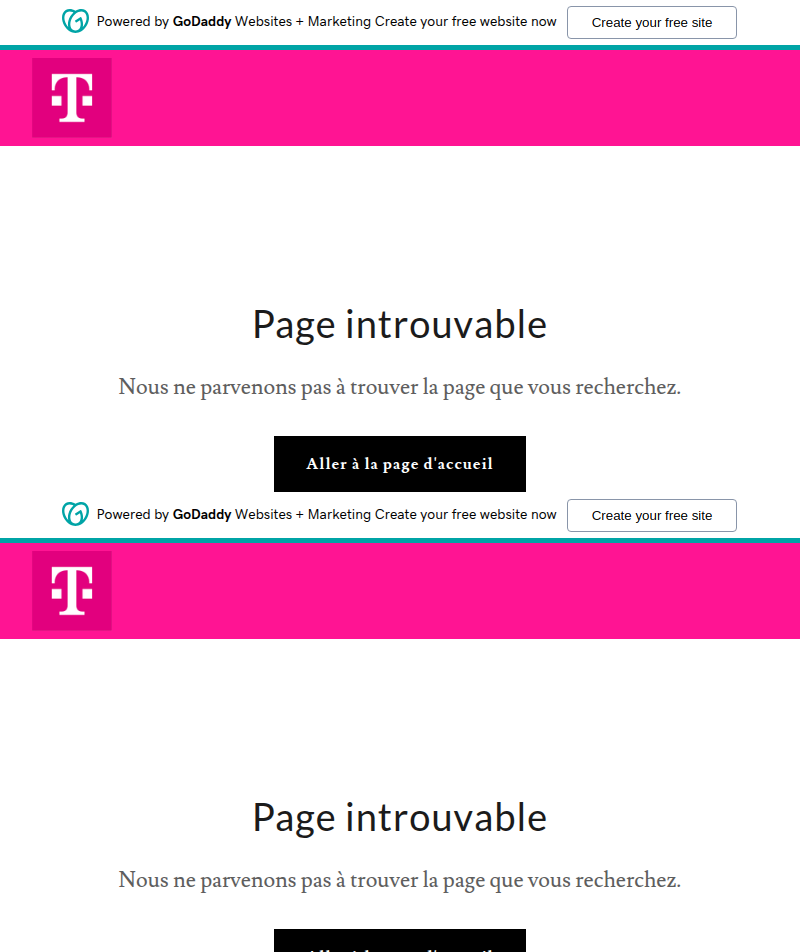 Powered by GoDaddy Websites + Marketing Create your free website now Create your free site
T
Page introuvable
Nous ne parvenons pas à trouver la page que vous recherchez.
Aller à la page d'accueil
Powered by GoDaddy Websites + Marketing Create your free website now Create your free site
T
Page introuvable
Nous ne parvenons pas à trouver la page que vous recherchez.